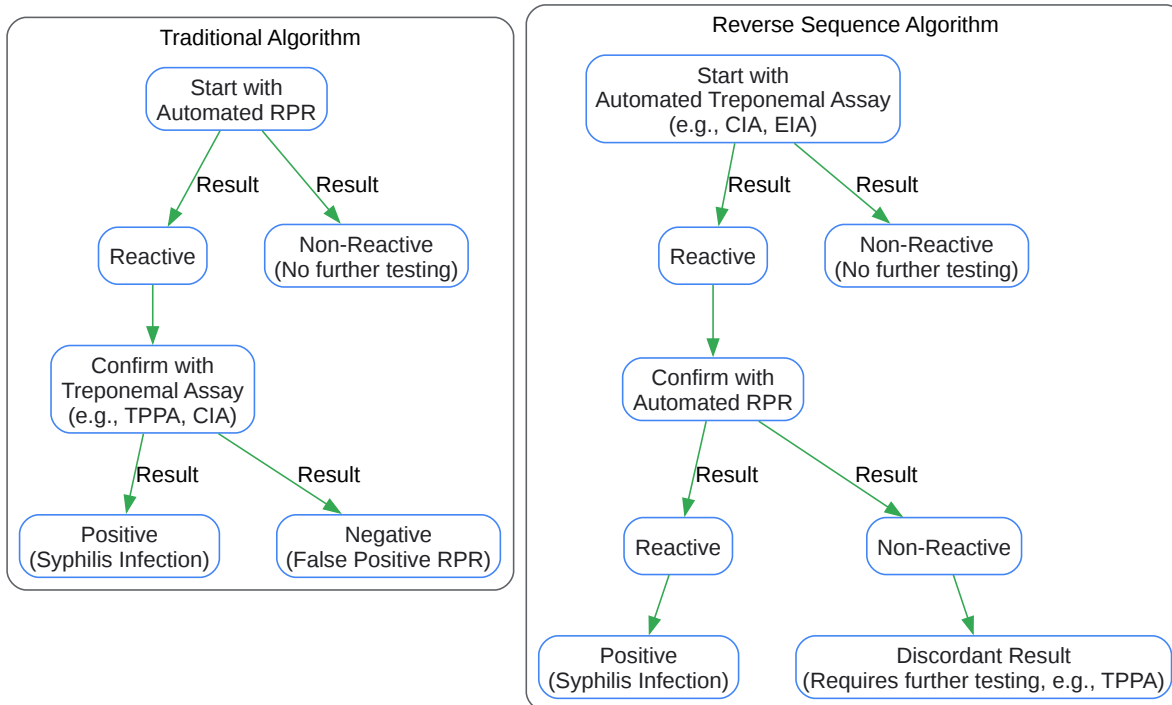 Traditional Algorithm
Start with
Automated RPR
Result
Result
Reactive
Non-Reactive
(No further testing)
Confirm with
Treponemal Assay
(e.g., TPPA, CIA)
Result
Result
Positive
(Syphilis Infection)
Negative
(False Positive RPR)
Reverse Sequence Algorithm
Start with
Automated Treponemal Assay
(e.g., CIA, EIA)
Result
Result
Reactive
Non-Reactive
(No further testing)
Confirm with
Automated RPR
Result
Result
Reactive
Non-Reactive
Positive
(Syphilis Infection)
Discordant Result
(Requires further testing, e.g., TPPA)